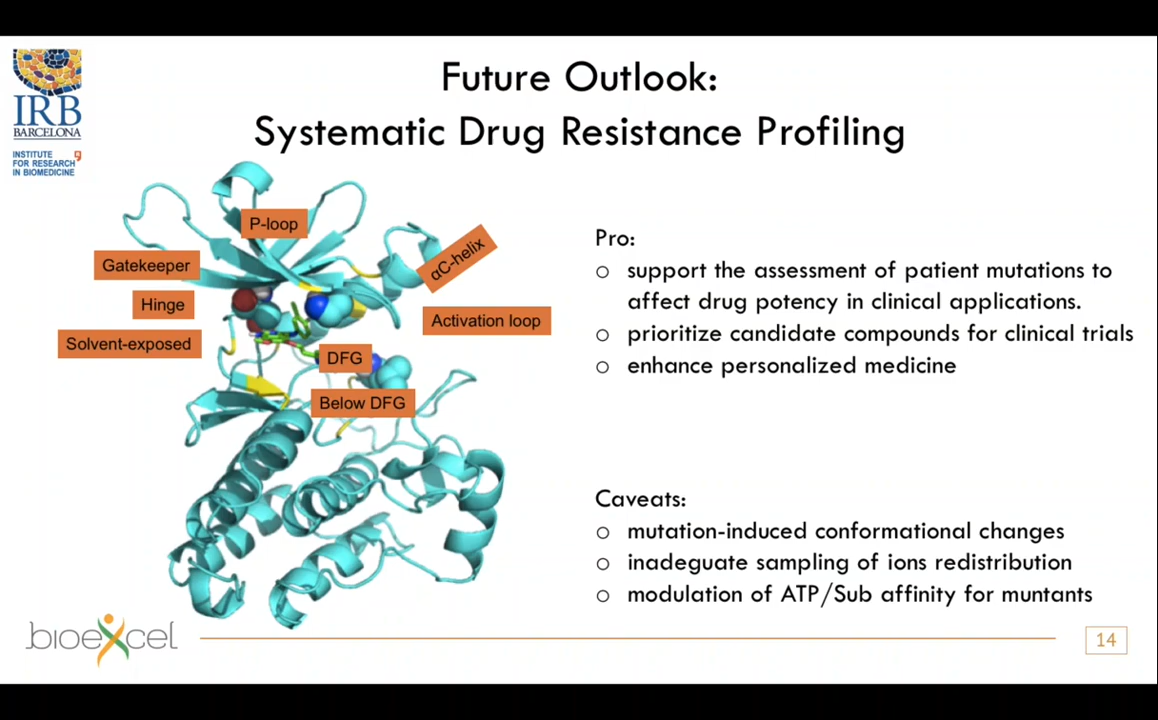 IRB
BARCELONA
INSTITUTE
FOR RESEARCH
IN BIOMEDICINE
Future Outlook:
Systematic Drug Resistance Profiling
P-loop
αC-helix
Gatekeeper
Hinge
Activation loop
Solvent-exposed
DFG
Below DFG
Pro:
support the assessment of patient mutations to
affect drug potency in clinical applications.
prioritize candidate compounds for clinical trials
enhance personalized medicine
Caveats:
mutation-induced conformational changes
inadequate sampling of ions redistribution
modulation of ATP/Sub affinity for muntants
bioexcel
14